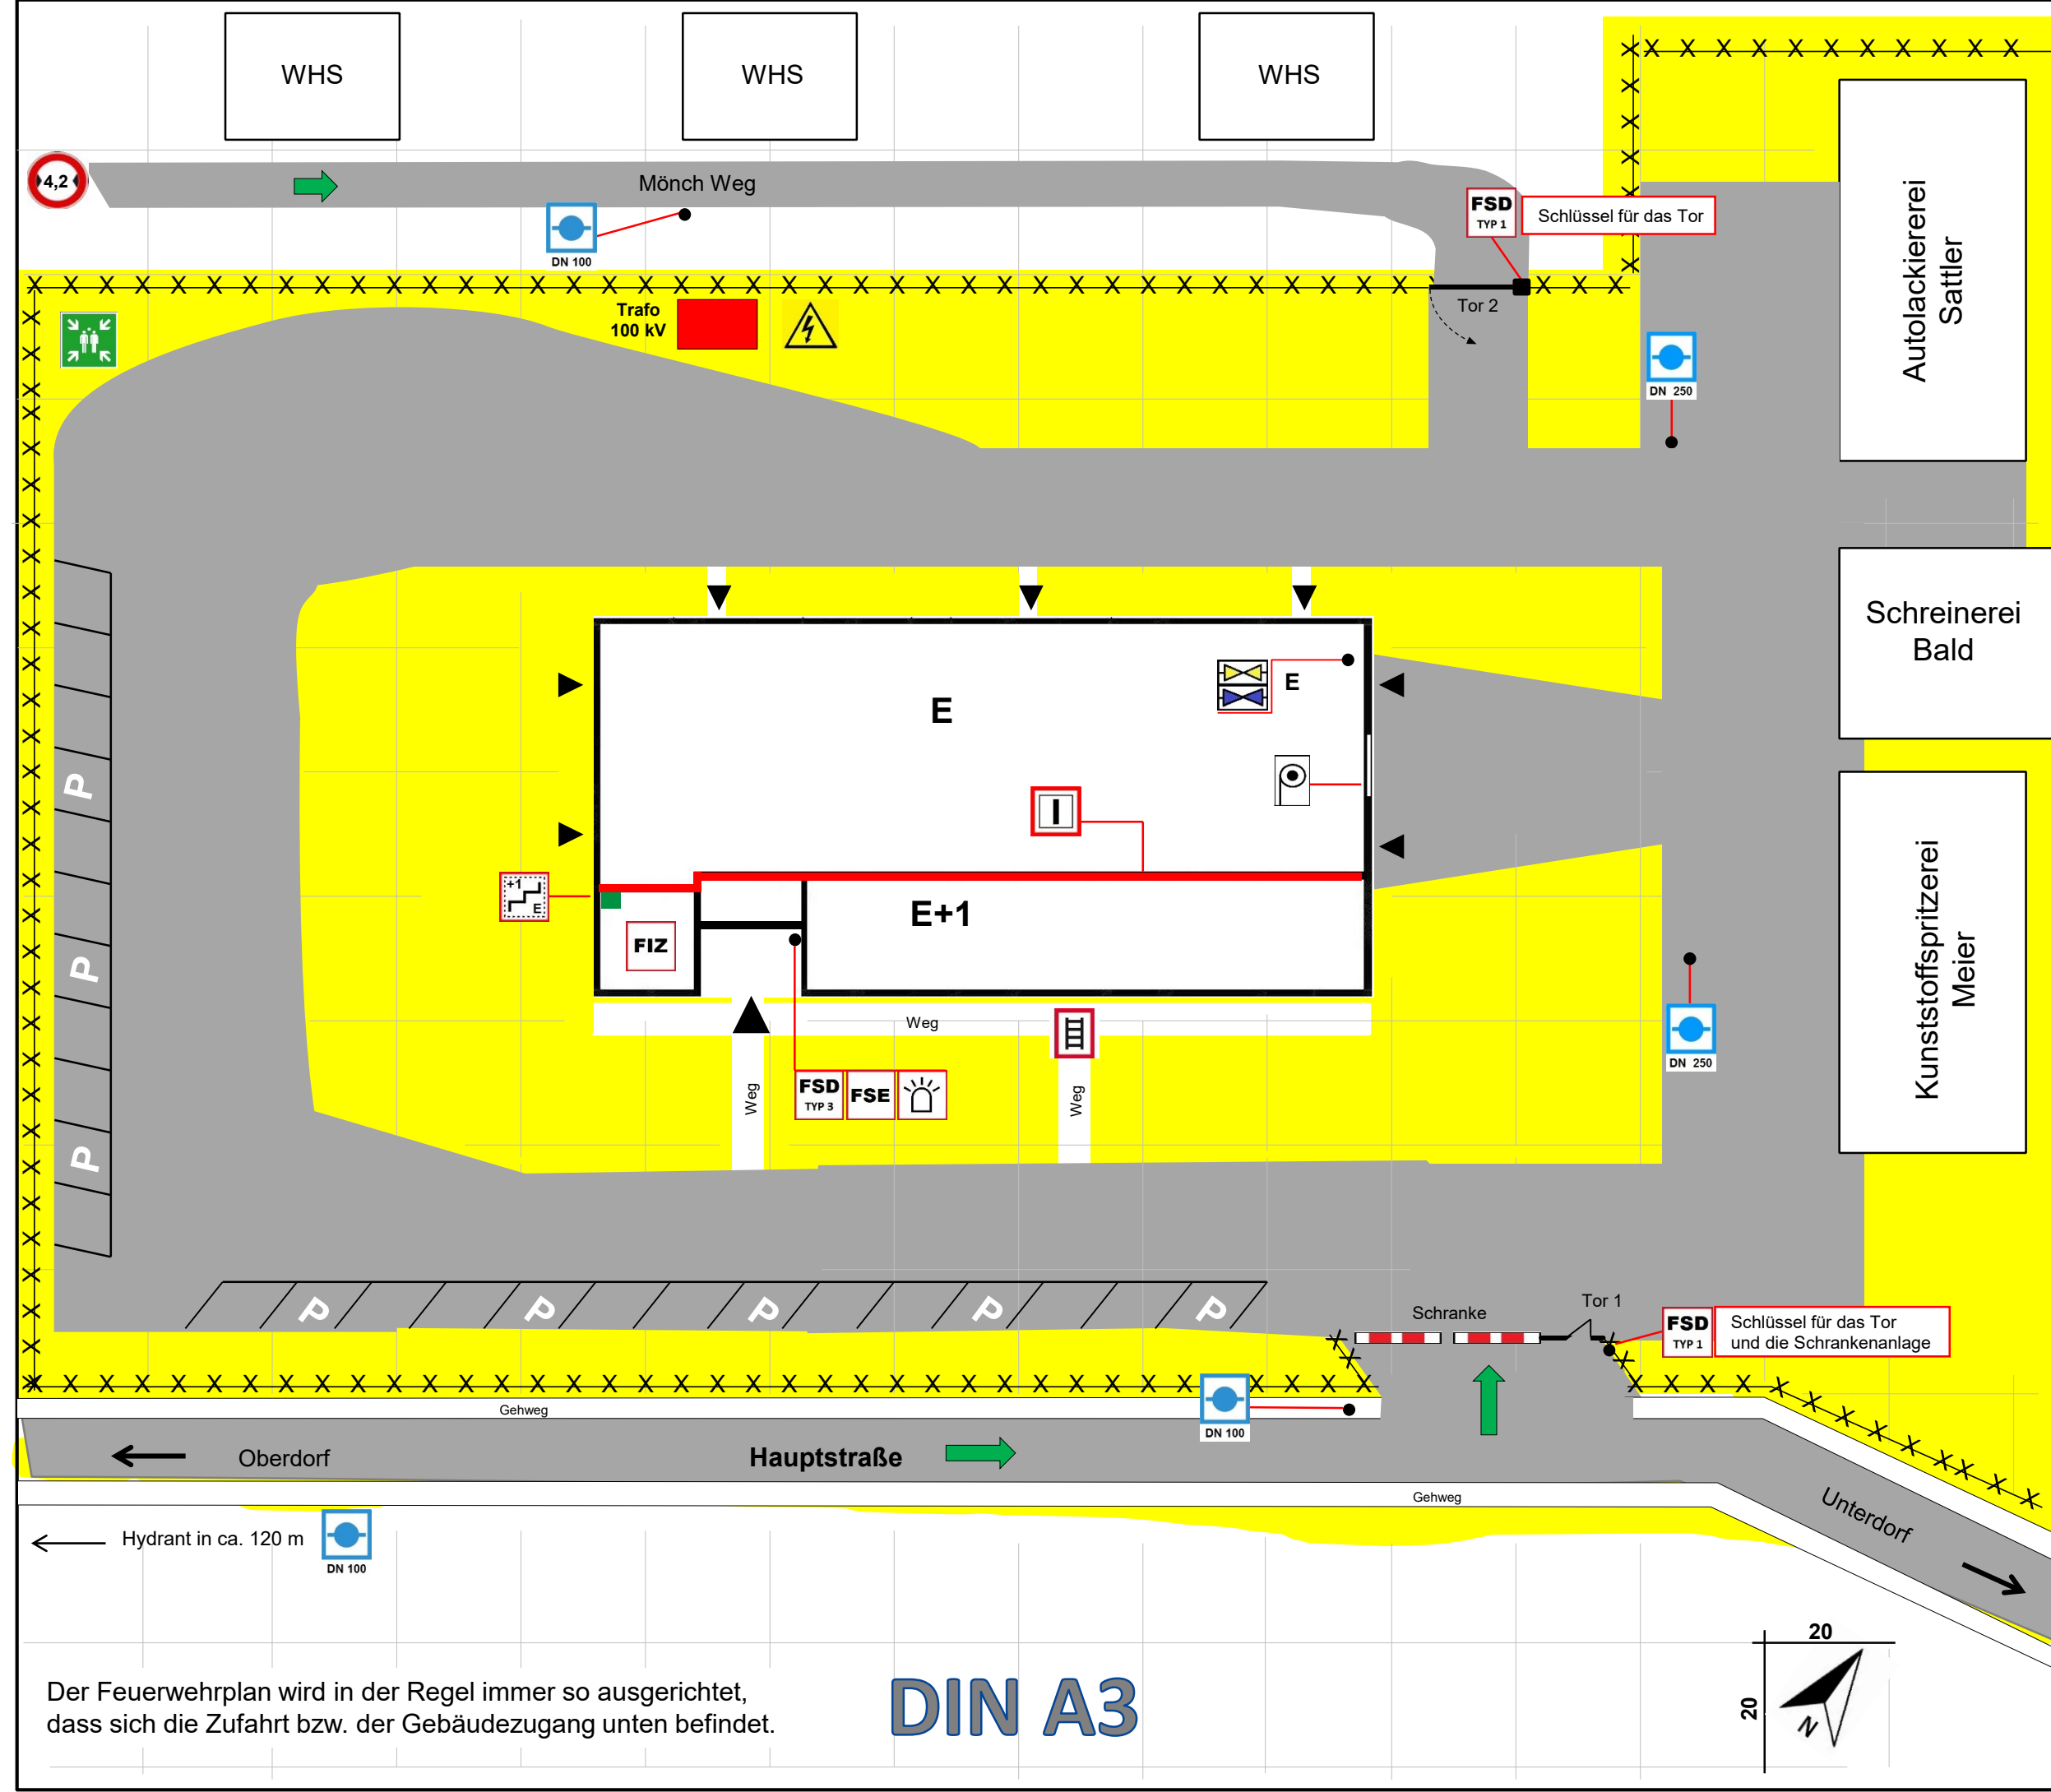 WHS
WHS
WHS
4,2
Mönch Weg
DN 100
FSD
TYP 1
Schlüssel für das Tor
Tor 2
Trafo
100 kV
DN 250
Autolackiererei
Sattler
Schreinerei
Bald
Kunststoffspritzerei
Meier
P
P
P
E
E
I
+1
E
FIZ
E+1
Weg
Weg
Weg
FSD
TYP 3
FSE
DN 250
P
P
P
P
P
Schranke
Tor 1
FSD
TYP 1
Schlüssel für das Tor
und die Schrankenanlage
Gehweg
DN 100
Oberdorf
Hauptstraße
Gehweg
Unterdorf
Hydrant in ca. 120 m
DN 100
Der Feuerwehrplan wird in der Regel immer so ausgerichtet,
dass sich die Zufahrt bzw. der Gebäudezugang unten befindet.
DIN A3
20
20
N